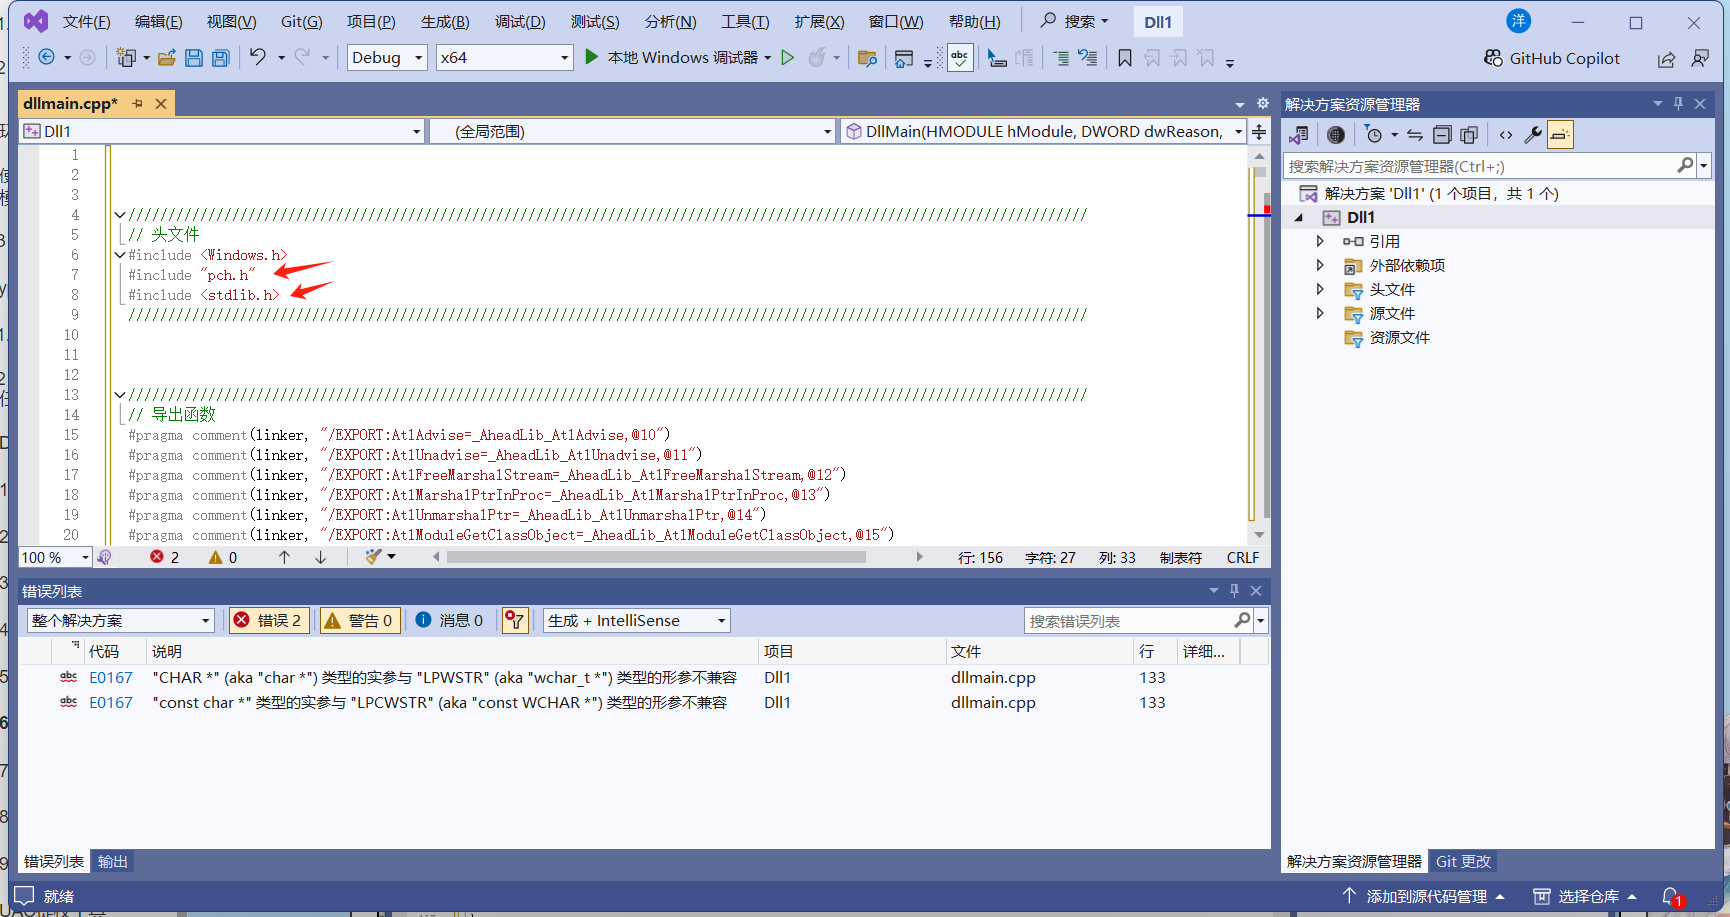 文件(F) 编辑(E) 视图(V) Git(G) 项目(P) 生成(B) 调试(D) 测试(S) 分析(N) 工具(T) 扩展(X) 窗口(W) 帮助(H) 搜索 Dll1 洋
Debug x64 本地 Windows 调试器 GitHub Copilot
dllmain.cpp*
Dll1 (全局范围) DllMain(HMODULE hModule, DWORD dwReason,
1
2
3
4 ////////////////////////////////////////////////////////////////////////////////////////////////////////////////////////
5 // 头文件
6 #include <Windows.h>
7 #include "pch.h"
8 #include <stdlib.h>
9 ////////////////////////////////////////////////////////////////////////////////////////////////////////////////////////
10
11
12
13 ////////////////////////////////////////////////////////////////////////////////////////////////////////////////////////
14 // 导出函数
15 #pragma comment(linker, "/EXPORT:AtlAdvise=_AheadLib_AtlAdvise,@10")
16 #pragma comment(linker, "/EXPORT:AtlUnadvise=_AheadLib_AtlUnadvise,@11")
17 #pragma comment(linker, "/EXPORT:AtlFreeMarshalStream=_AheadLib_AtlFreeMarshalStream,@12")
18 #pragma comment(linker, "/EXPORT:AtlMarshalPtrInProc=_AheadLib_AtlMarshalPtrInProc,@13")
19 #pragma comment(linker, "/EXPORT:AtlUnmarshalPtr=_AheadLib_AtlUnmarshalPtr,@14")
20 #pragma comment(linker, "/EXPORT:AtlModuleGetClassObject=_AheadLib_AtlModuleGetClassObject,@15")
100 % 2 0 行: 156 字符: 27 列: 33 制表符 CRLF
错误列表
整个解决方案 错误 2 警告 0 消息 0 生成 + IntelliSense 搜索错误列表
代码 说明 项目 文件 行 详细...
abc E0167 "CHAR *" (aka "char *") 类型的实参与 "LPWSTR" (aka "wchar_t *") 类型的形参不兼容 Dll1 dllmain.cpp 133
abc E0167 "const char *" 类型的实参与 "LPCWSTR" (aka "const WCHAR *") 类型的形参不兼容 Dll1 dllmain.cpp 133
错误列表 输出
解决方案资源管理器
搜索解决方案资源管理器(Ctrl+;)
解决方案 'Dll1' (1 个项目，共 1 个)
Dll1
引用
外部依赖项
头文件
源文件
资源文件
解决方案资源管理器 Git 更改
就绪 添加到源代码管理 选择仓库 1